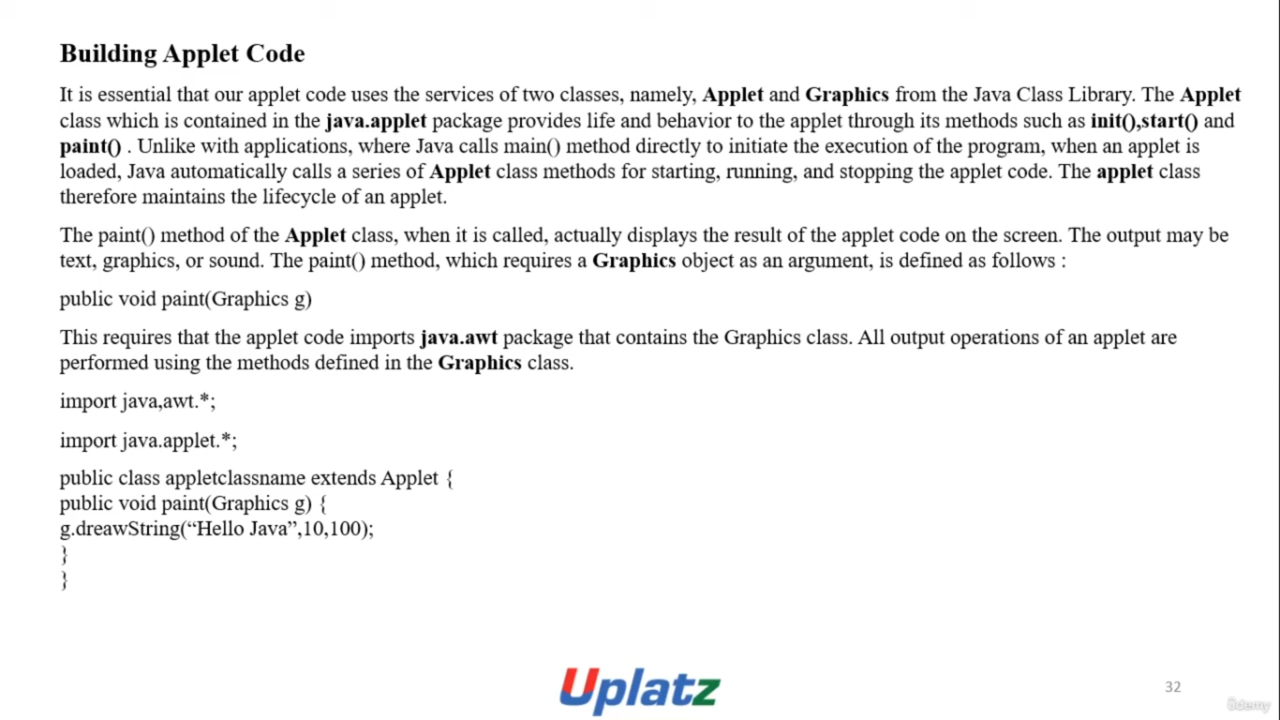 Building Applet Code
It is essential that our applet code uses the services of two classes, namely, Applet and Graphics from the Java Class Library. The Applet
class which is contained in the java.applet package provides life and behavior to the applet through its methods such as init(),start() and
paint() . Unlike with applications, where Java calls main() method directly to initiate the execution of the program, when an applet is
loaded, Java automatically calls a series of Applet class methods for starting, running, and stopping the applet code. The applet class
therefore maintains the lifecycle of an applet.
The paint() method of the Applet class, when it is called, actually displays the result of the applet code on the screen. The output may be
text, graphics, or sound. The paint() method, which requires a Graphics object as an argument, is defined as follows :
public void paint(Graphics g)
This requires that the applet code imports java.awt package that contains the Graphics class. All output operations of an applet are
performed using the methods defined in the Graphics class.
import java,awt.*;
import java.applet.*;
public class appletclassname extends Applet {
public void paint(Graphics g) {
g.dreawString(“Hello Java”,10,100);
}
}
Uplatz
32
ûdemy